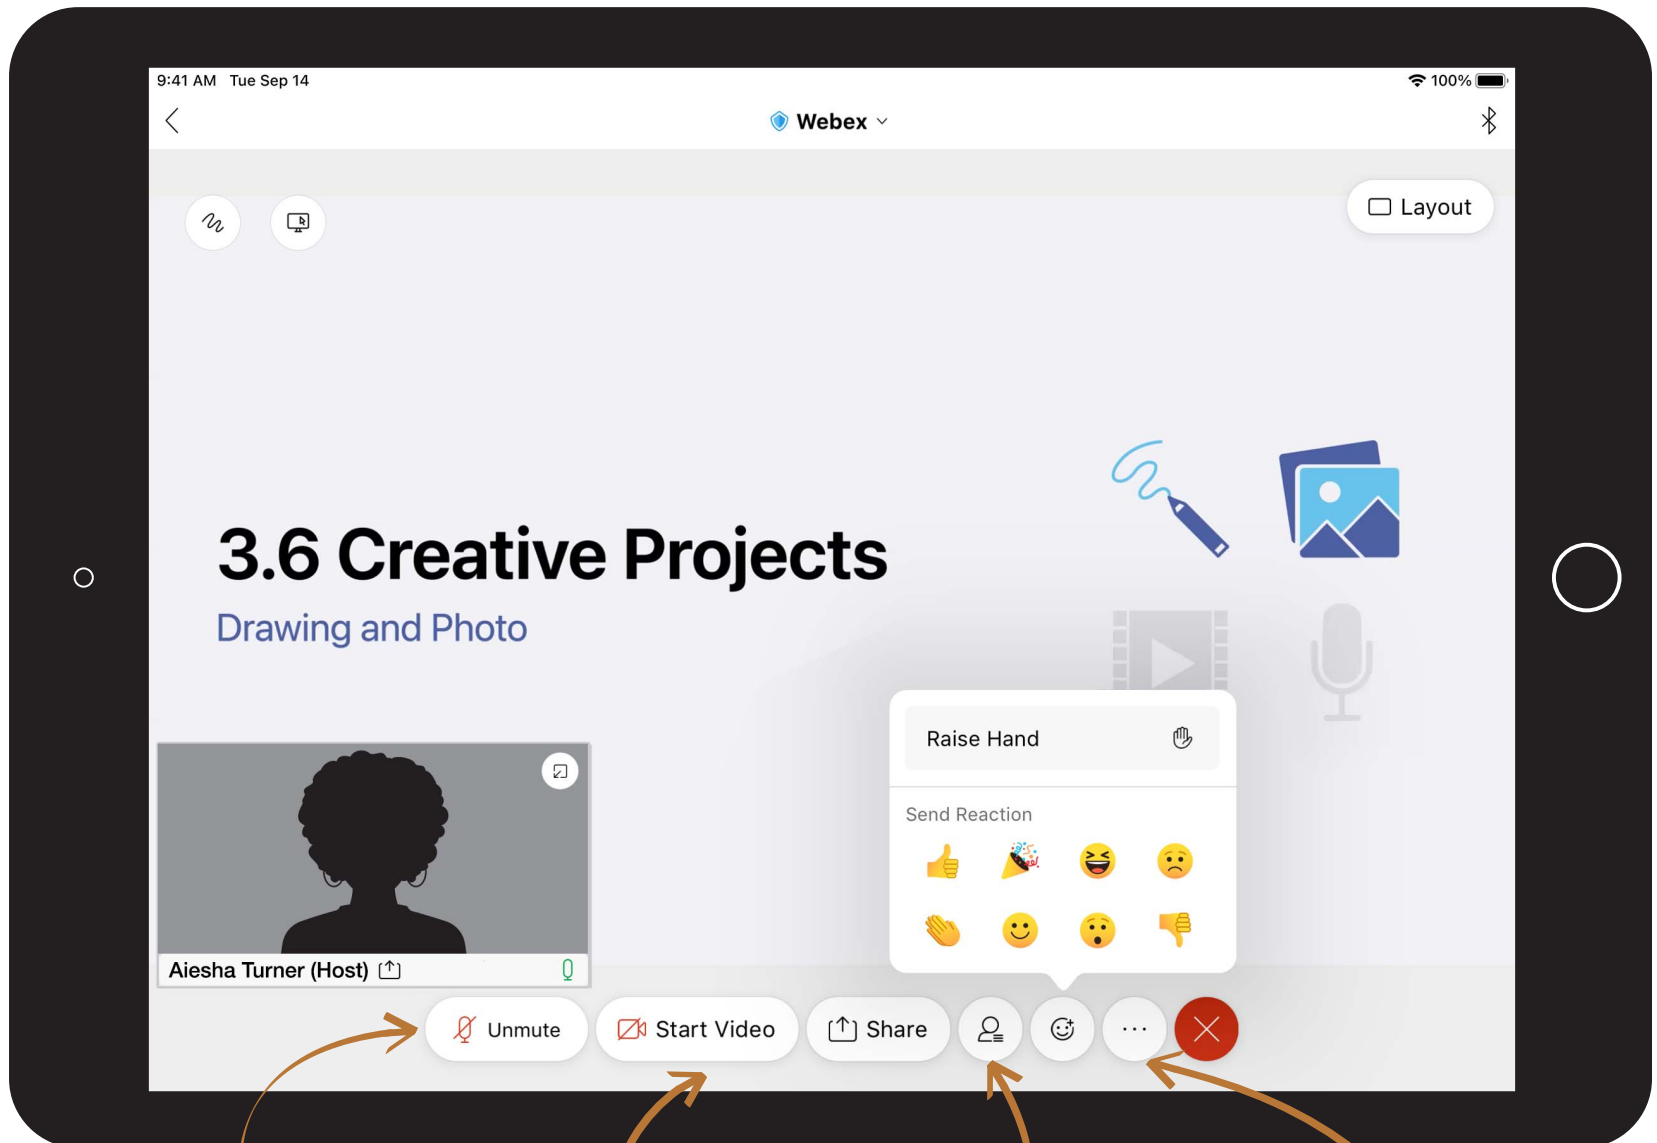 9:41 AM Tue Sep 14
100%
Webex
Layout
3.6 Creative Projects
Drawing and Photo
Raise Hand
Send Reaction
Aiesha Turner (Host)
Unmute
Start Video
Share